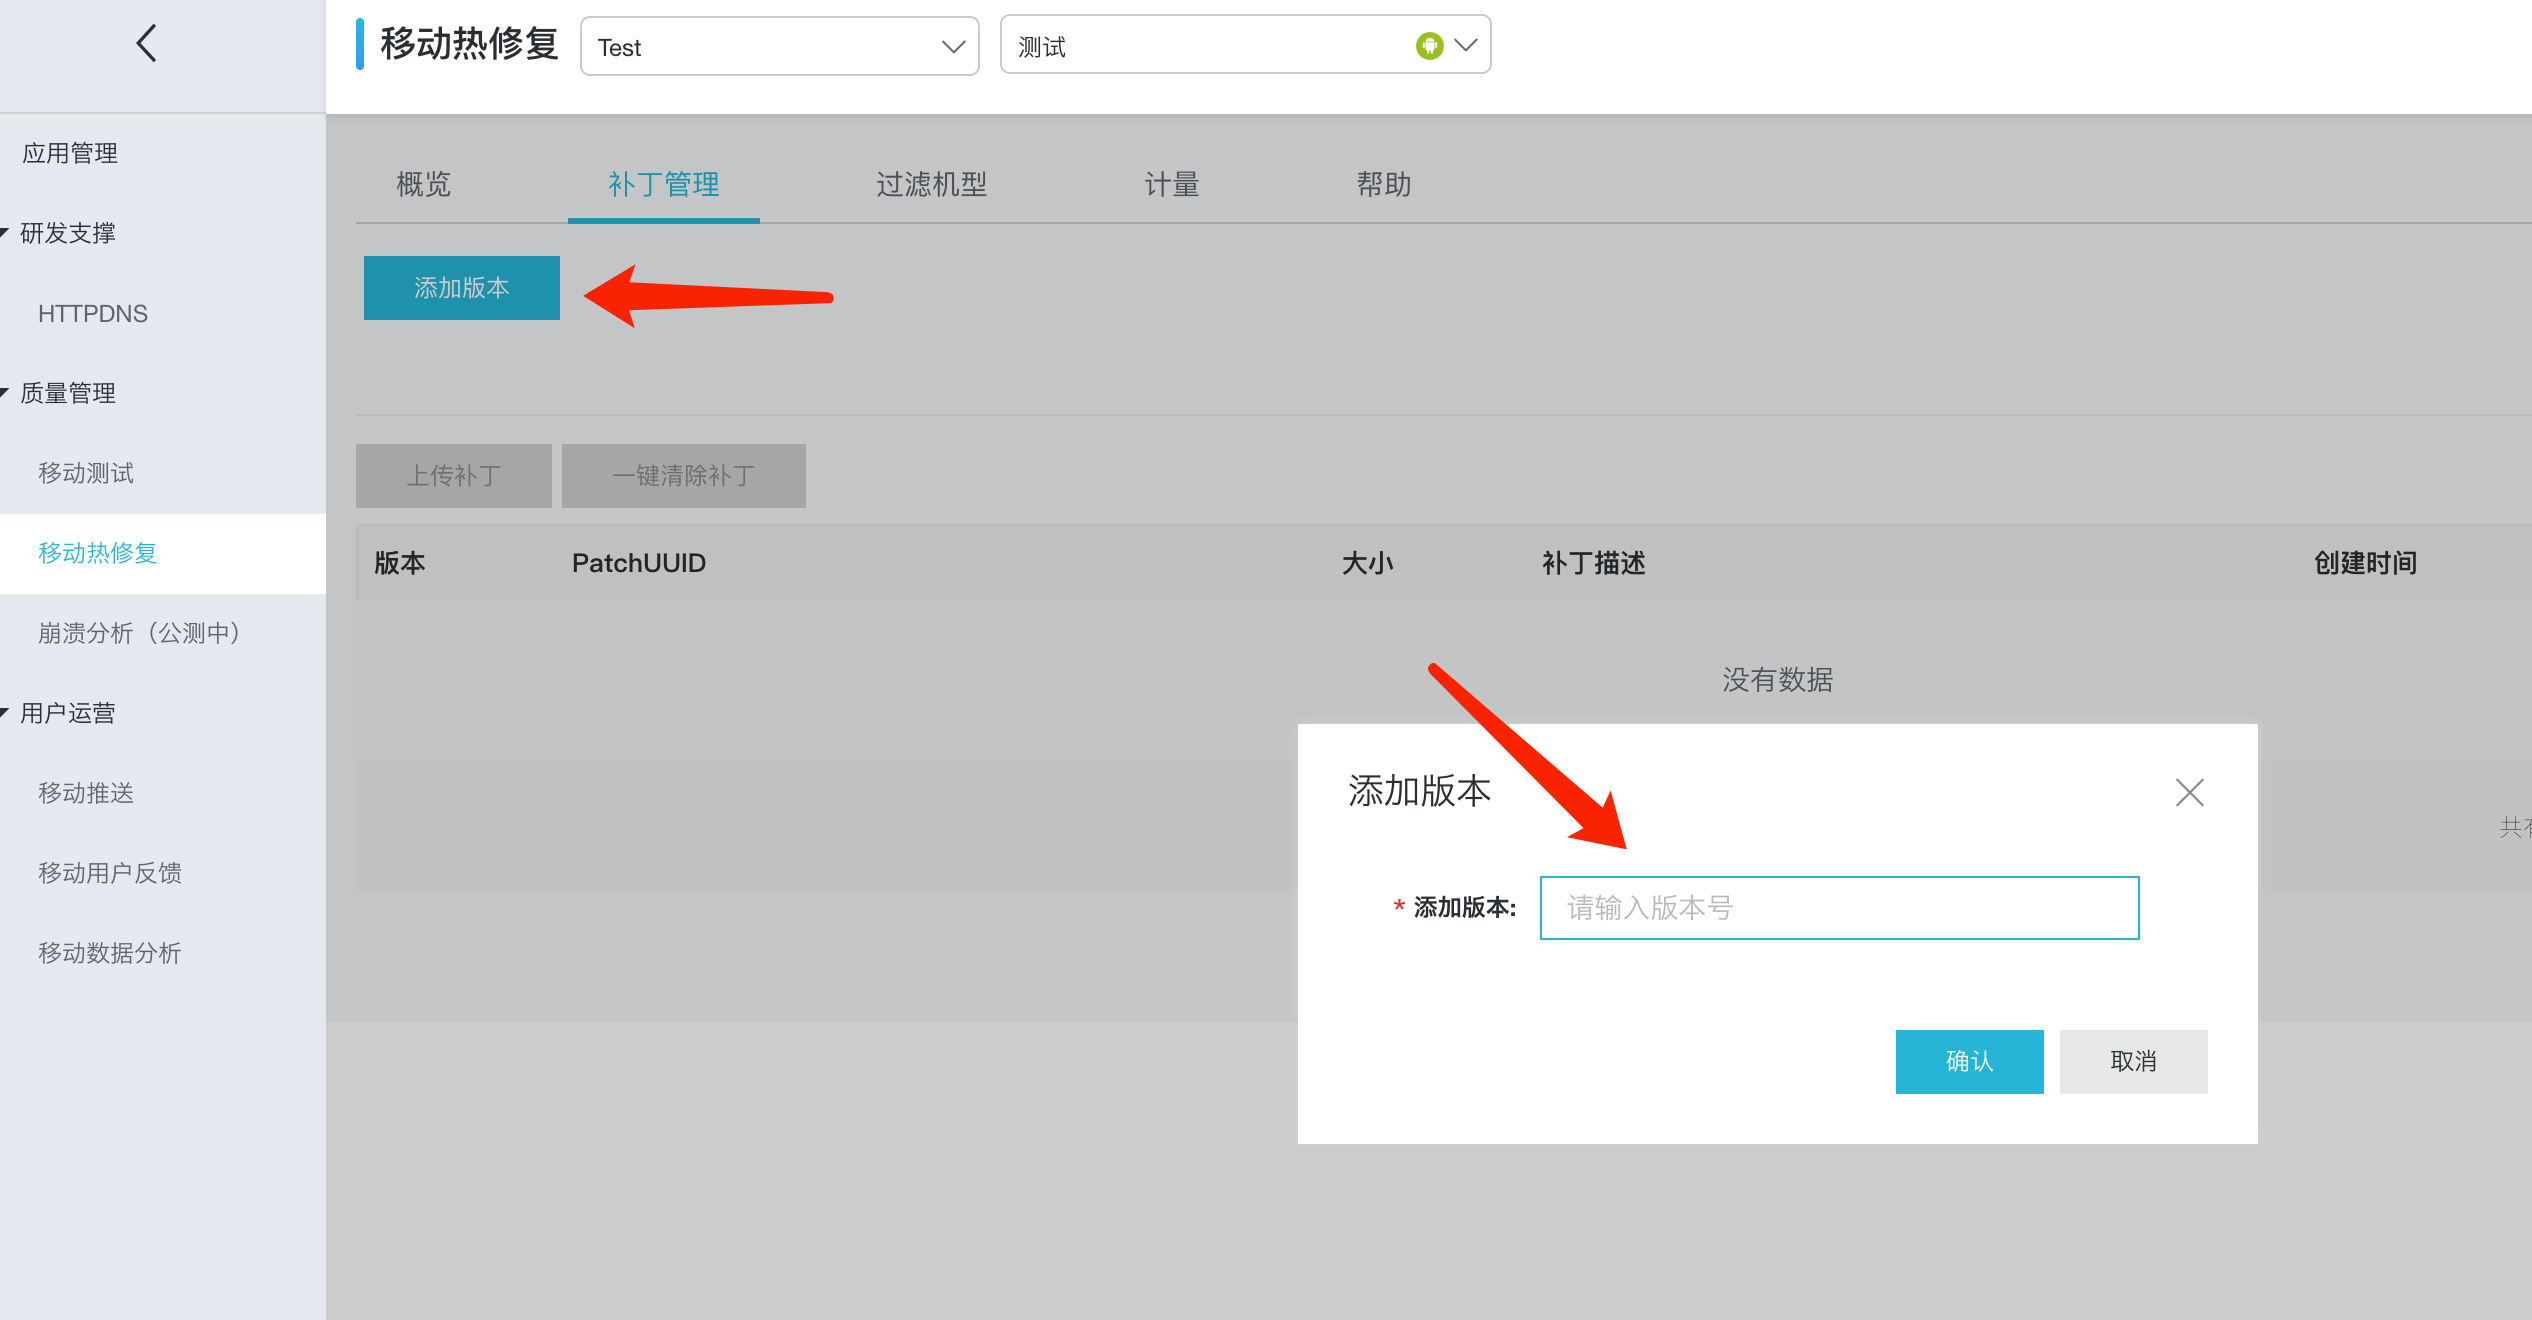 移动热修复
Test
测试
应用管理
研发支撑
HTTPDNS
质量管理
移动测试
移动热修复
崩溃分析（公测中）
用户运营
移动推送
移动用户反馈
移动数据分析
概览 补丁管理 过滤机型 计量 帮助
添加版本
上传补丁 一键清除补丁
版本 PatchUUID 大小 补丁描述 创建时间
没有数据
共
添加版本
* 添加版本: 请输入版本号
确认 取消